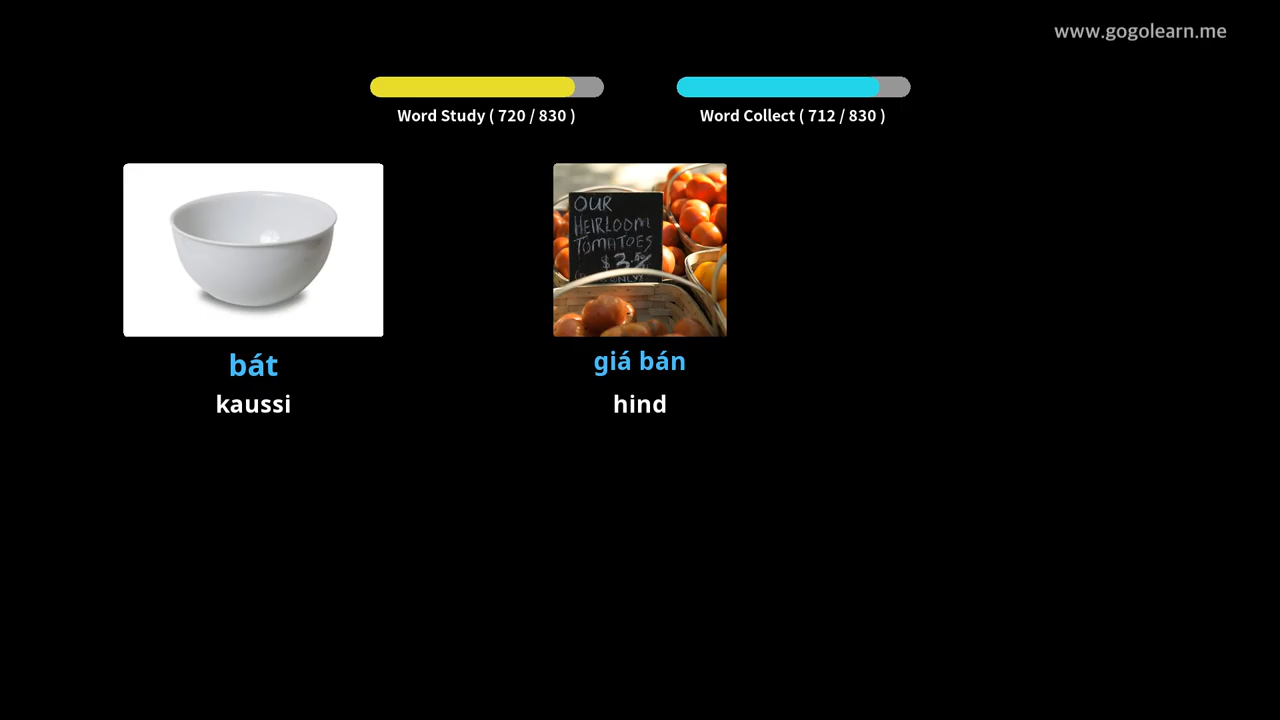 www.gogolearn.me
Word Study ( 720 / 830 )
Word Collect ( 712 / 830 )
OUR
HEIRLOOM
TOMATOES
bát
kaussi
giá bán
hind